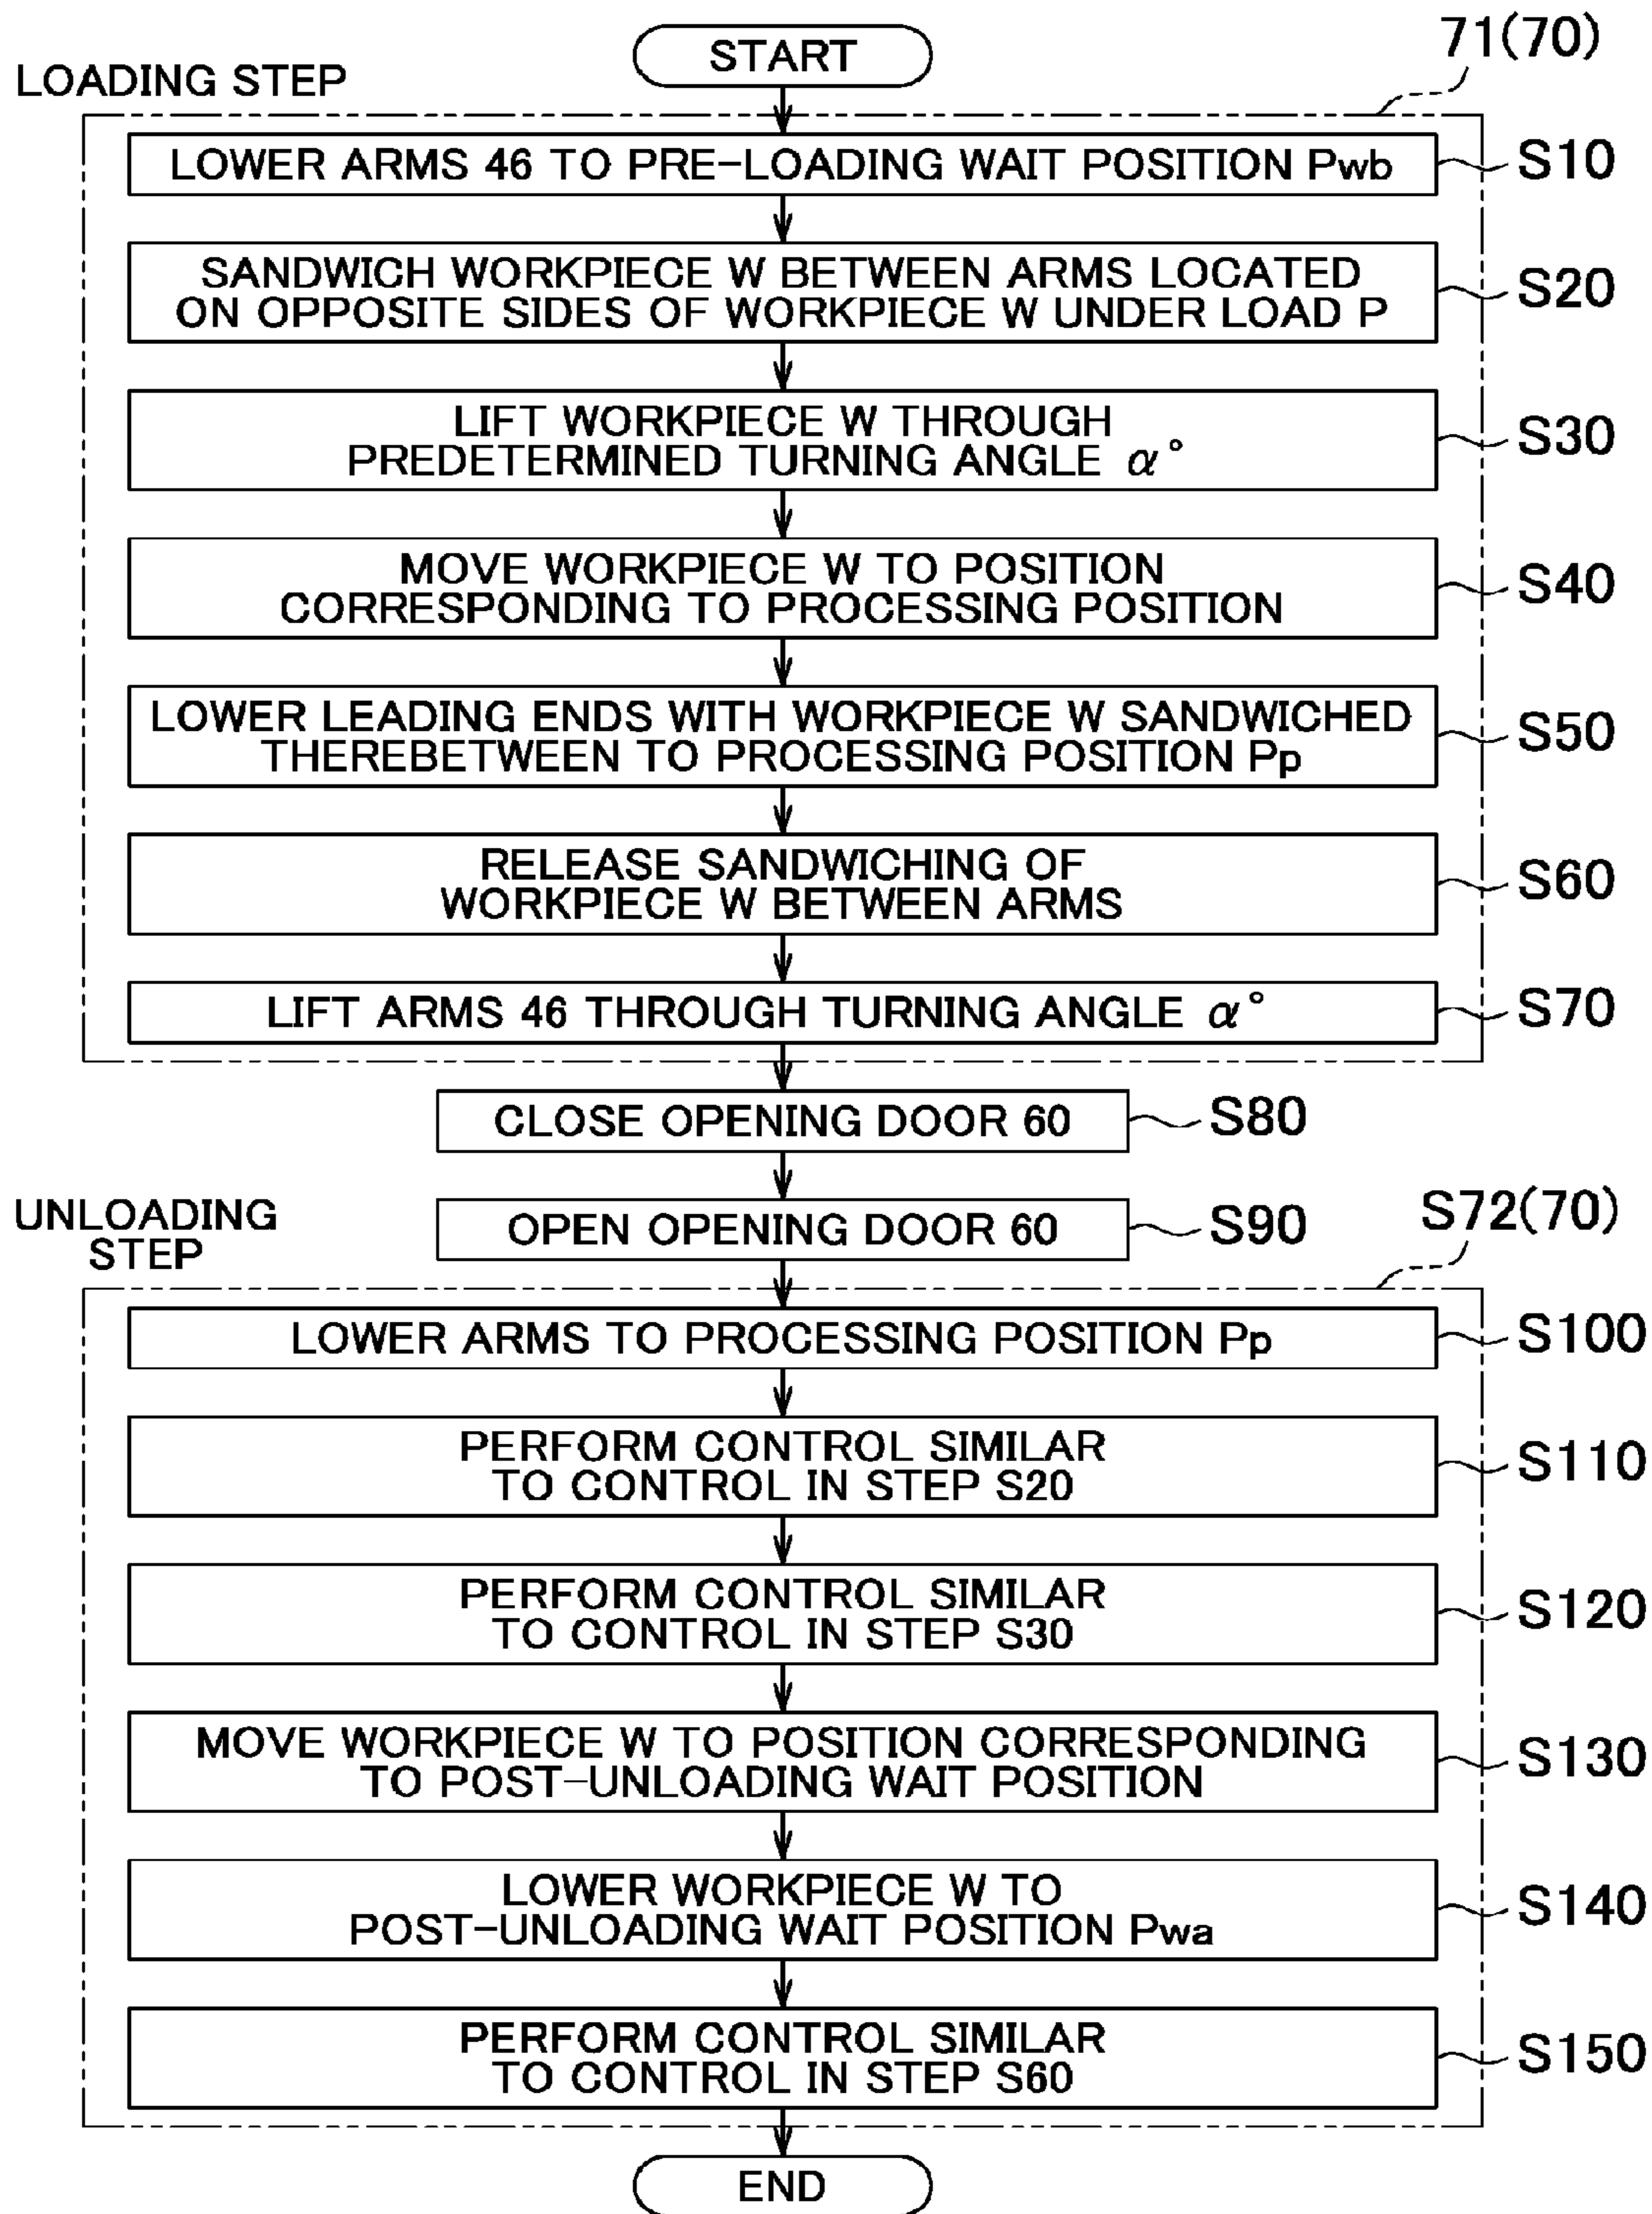 71(70)
START
LOADING STEP
LOWER ARMS 46 TO PRE-LOADING WAIT POSITION Pwb
S10
SANDWICH WORKPIECE W BETWEEN ARMS LOCATED
ON OPPOSITE SIDES OF WORKPIECE W UNDER LOAD P
S20
LIFT WORKPIECE W THROUGH
PREDETERMINED TURNING ANGLE α°
S30
MOVE WORKPIECE W TO POSITION
CORRESPONDING TO PROCESSING POSITION
S40
LOWER LEADING ENDS WITH WORKPIECE W SANDWICHED
THEREBETWEEN TO PROCESSING POSITION Pp
S50
RELEASE SANDWICHING OF
WORKPIECE W BETWEEN ARMS
S60
LIFT ARMS 46 THROUGH TURNING ANGLE α°
S70
CLOSE OPENING DOOR 60
S80
UNLOADING
STEP
OPEN OPENING DOOR 60
S90
S72(70)
LOWER ARMS TO PROCESSING POSITION Pp
S100
PERFORM CONTROL SIMILAR
TO CONTROL IN STEP S20
S110
PERFORM CONTROL SIMILAR
TO CONTROL IN STEP S30
S120
MOVE WORKPIECE W TO POSITION CORRESPONDING
TO POST-UNLOADING WAIT POSITION
S130
LOWER WORKPIECE W TO
POST-UNLOADING WAIT POSITION Pwa
S140
PERFORM CONTROL SIMILAR
TO CONTROL IN STEP S60
S150
END